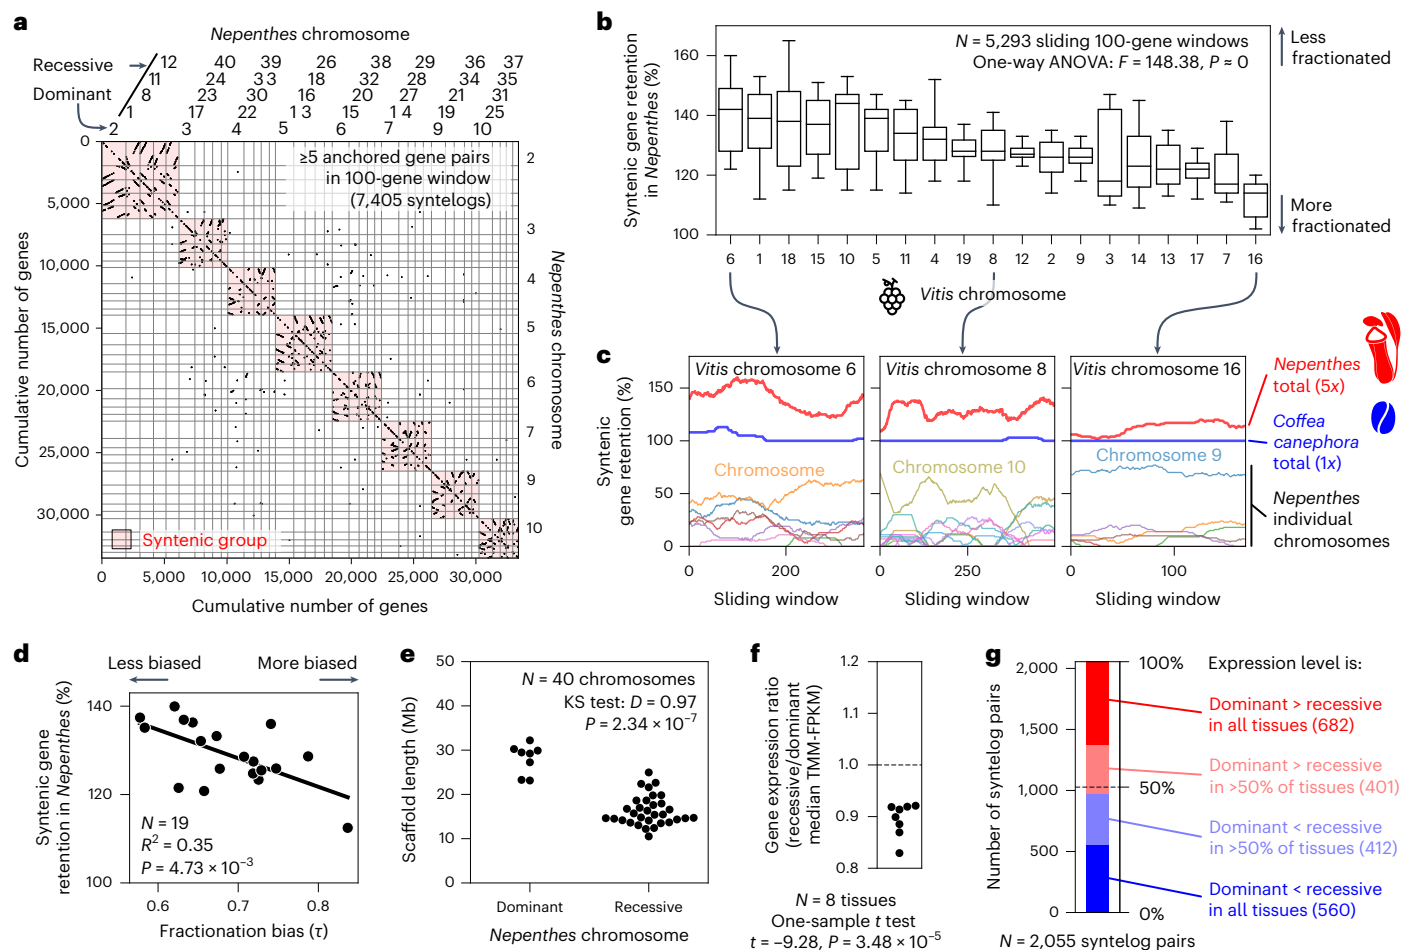 a
Nepenthes chromosome
Recessive
12 40 39 26 38 29 36 37
11 24 33 18 32 28 34 35
Dominant
8 23 30 16 20 27 21 31
1 17 22 13 15 14 19 25
2 3 4 5 6 7 9 10
≥5 anchored gene pairs
in 100-gene window
(7,405 syntelogs)
0
5,000
10,000
15,000
20,000
25,000
30,000
Cumulative number of genes
2
3
4
5
6
7
9
10
Nepenthes chromosome
Syntenic group
0 5,000 10,000 15,000 20,000 25,000 30,000
Cumulative number of genes
b
Syntenic gene retention
in Nepenthes (%)
160
140
120
100
N = 5,293 sliding 100-gene windows
One-way ANOVA: F = 148.38, P ≈ 0
Less
fractionated
More
fractionated
6 1 18 15 10 5 11 4 19 8 12 2 9 3 14 13 17 7 16
Vitis chromosome
c
Syntenic
gene retention (%)
150
100
50
0
Vitis chromosome 6
Chromosome
0 200
Sliding window
Vitis chromosome 8
Chromosome 10
0 250
Sliding window
Vitis chromosome 16
Chromosome 9
0 100
Sliding window
Nepenthes
total (5x)
Coffea
canephora
total (1x)
Nepenthes
individual
chromosomes
d
Less biased More biased
Syntenic gene
retention in Nepenthes (%)
140
120
100
N = 19
R2 = 0.35
P = 4.73 × 10−3
0.6 0.7 0.8
Fractionation bias (τ)
e
Scaffold length (Mb)
50
40
30
20
10
0
N = 40 chromosomes
KS test: D = 0.97
P = 2.34 × 10−7
Dominant Recessive
Nepenthes chromosome
f
Gene expression ratio
(recessive/dominant
median TMM-FPKM)
1.2
1.1
1.0
0.9
0.8
N = 8 tissues
One-sample t test
t = −9.28, P = 3.48 × 10−5
g
Number of syntelog pairs
2,000
1,500
1,000
500
0
100%
50%
0%
Expression level is:
Dominant > recessive
in all tissues (682)
Dominant > recessive
in >50% of tissues (401)
Dominant < recessive
in >50% of tissues (412)
Dominant < recessive
in all tissues (560)
N = 2,055 syntelog pairs